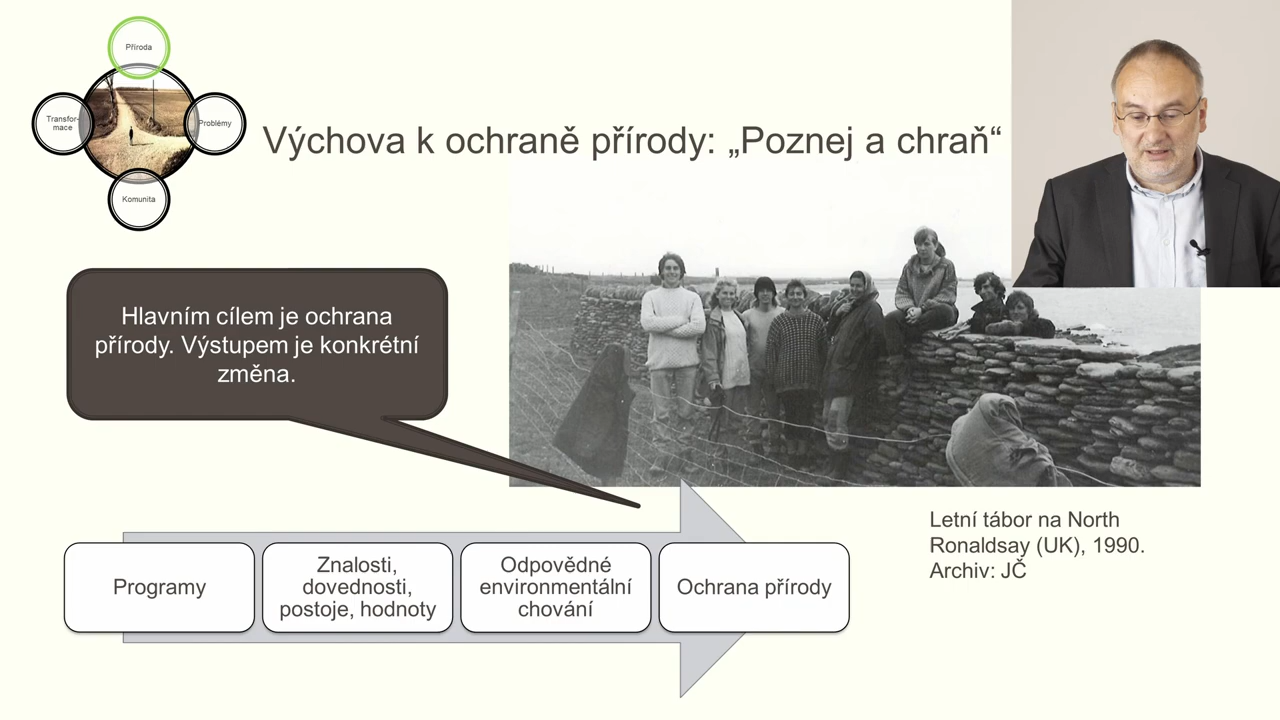 Příroda
Transfor-
mace
Problémy
Komunita
Výchova k ochraně přírody: „Poznej a chraň“
Hlavním cílem je ochrana
přírody. Výstupem je konkrétní
změna.
Letní tábor na North
Ronaldsay (UK), 1990.
Archiv: JČ
Programy
Znalosti,
dovednosti,
postoje, hodnoty
Odpovědné
environmentální
chování
Ochrana přírody